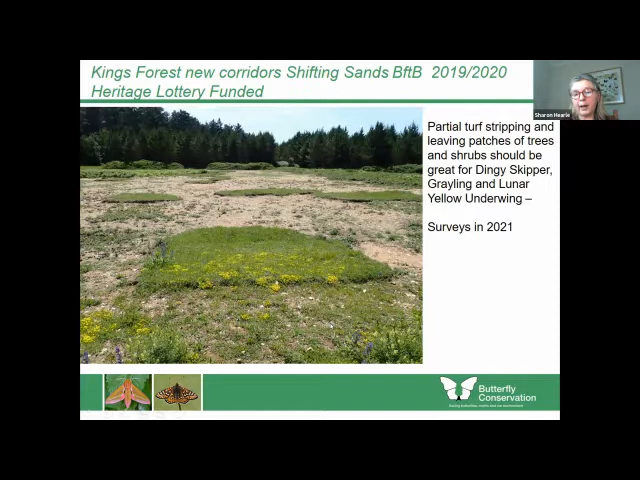 Kings Forest new corridors Shifting Sands BftB 2019/2020
Heritage Lottery Funded
Sharon Hearle
Partial turf stripping and
leaving patches of trees
and shrubs should be
great for Dingy Skipper,
Grayling and Lunar
Yellow Underwing –
Surveys in 2021
Butterfly
Conservation